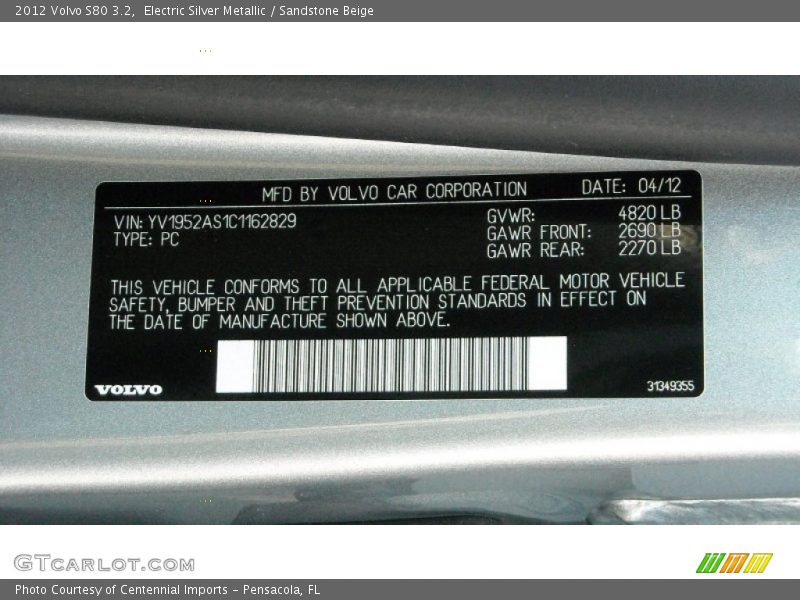 2012 Volvo S80 3.2,  Electric Silver Metallic / Sandstone Beige
MFD BY VOLVO CAR CORPORATION DATE: 04/12
VIN: YV1952AS1C1162829
TYPE: PC
GVWR: 4820 LB
GAWR FRONT: 2690 LB
GAWR REAR: 2270 LB
THIS VEHICLE CONFORMS TO ALL APPLICABLE FEDERAL MOTOR VEHICLE
SAFETY, BUMPER AND THEFT PREVENTION STANDARDS IN EFFECT ON
THE DATE OF MANUFACTURE SHOWN ABOVE.
VOLVO 31349355
GTCARLOT.COM
Photo Courtesy of Centennial Imports - Pensacola, FL